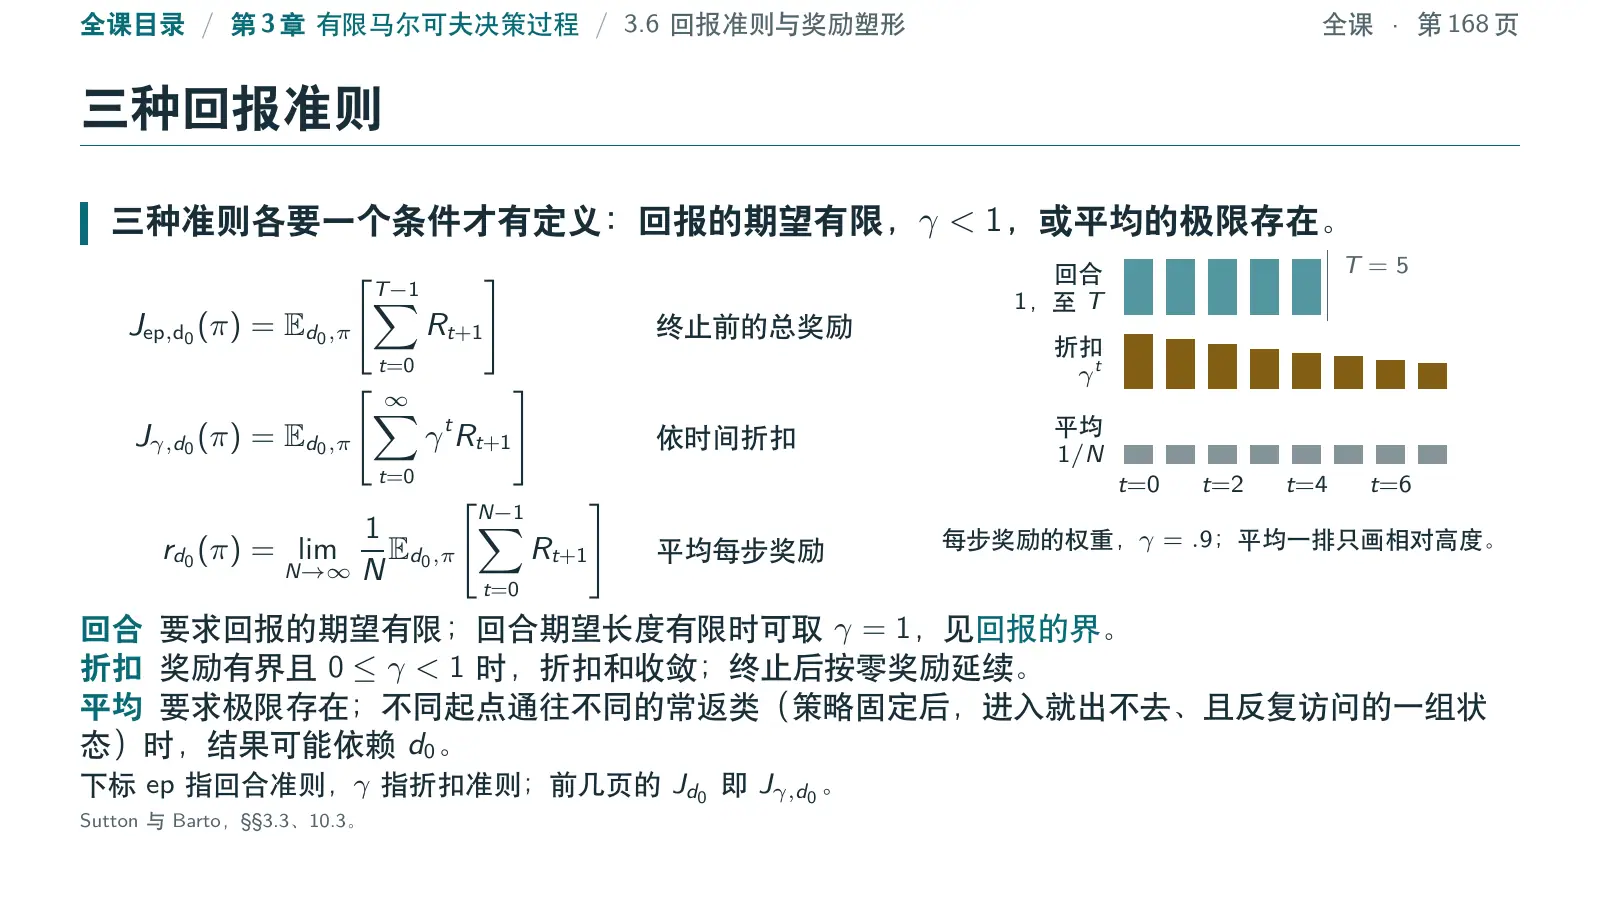 全课目录 / 第 3 章 有限马尔可夫决策过程 / 3.6 回报准则与奖励塑形
全课 · 第 168 页
三种回报准则
三种准则各要一个条件才有定义：回报的期望有限，γ < 1，或平均的极限存在。
J_{ep,d_0}(π) = 𝔼_{d_0,π} [ ∑_{t=0}^{T−1} R_{t+1} ] 终止前的总奖励
J_{γ,d_0}(π) = 𝔼_{d_0,π} [ ∑_{t=0}^{∞} γ^t R_{t+1} ] 依时间折扣
r_{d_0}(π) = lim_{N→∞} \frac{1}{N} 𝔼_{d_0,π} [ ∑_{t=0}^{N−1} R_{t+1} ] 平均每步奖励
回合
1，至 T
T = 5
折扣
γ^t
平均
1/N
t=0 t=2 t=4 t=6
每步奖励的权重，γ = .9；平均一排只画相对高度。
回合 要求回报的期望有限；回合期望长度有限时可取 γ = 1，见回报的界。
折扣 奖励有界且 0 ≤ γ < 1 时，折扣和收敛；终止后按零奖励延续。
平均 要求极限存在；不同起点通往不同的常返类（策略固定后，进入就出不去、且反复访问的一组状
态）时，结果可能依赖 d_0。
下标 ep 指回合准则，γ 指折扣准则；前几页的 J_{d_0} 即 J_{γ,d_0}。
Sutton 与 Barto，§§3.3、10.3。